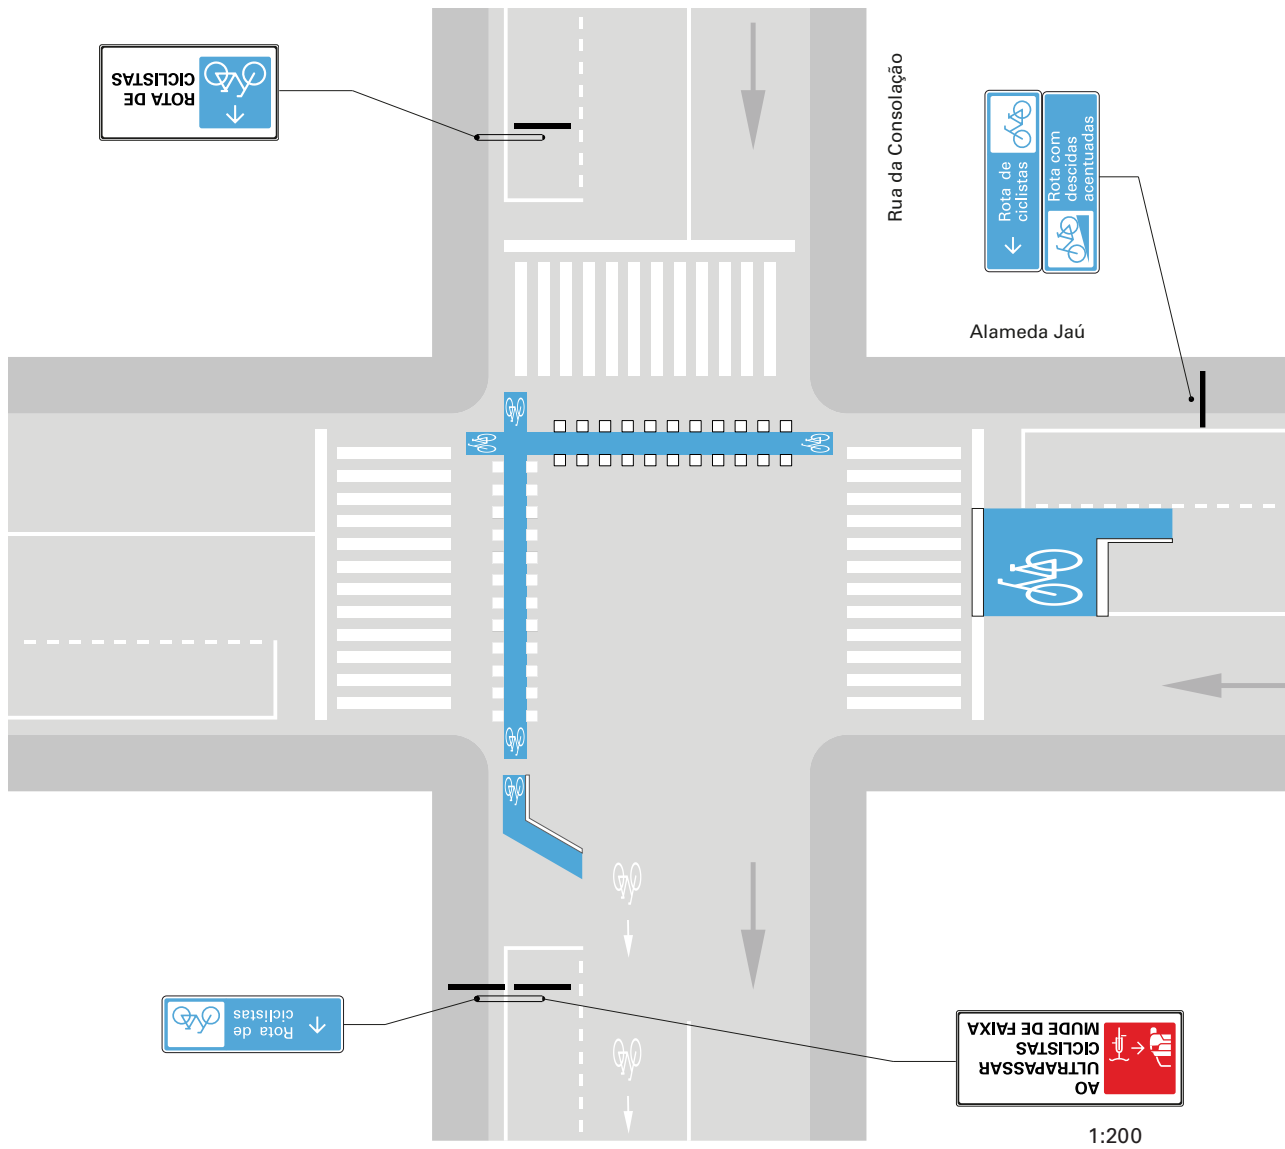 ROTA DE
CICLISTAS
Rua da Consolação
Rota de
ciclistas
Rota com
descidas
acentuadas
Alameda Jaú
Rota de
ciclistas
AO
ULTRAPASSAR
CICLISTAS
MUDE DE FAIXA
1:200